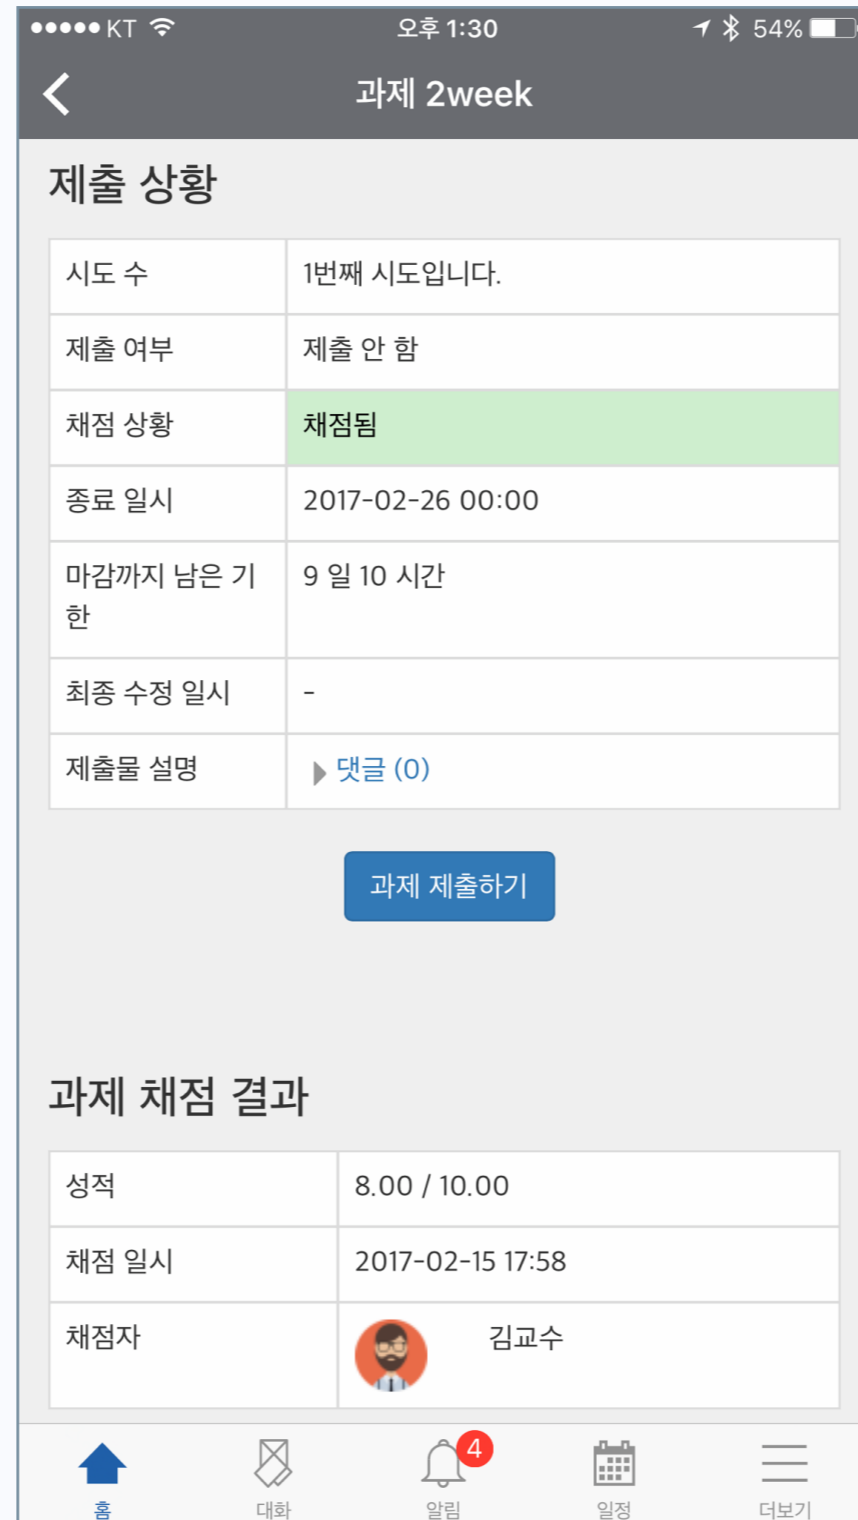 KT 오후 1:30 54%
과제 2week
제출 상황
시도 수 1번째 시도입니다.
제출 여부 제출 안 함
채점 상황 채점됨
종료 일시 2017-02-26 00:00
마감까지 남은 기 9 일 10 시간
한
최종 수정 일시 -
제출물 설명 댓글 (0)
과제 제출하기
과제 채점 결과
성적 8.00 / 10.00
채점 일시 2017-02-15 17:58
채점자 김교수
4
홈 대화 알림 일정 더보기